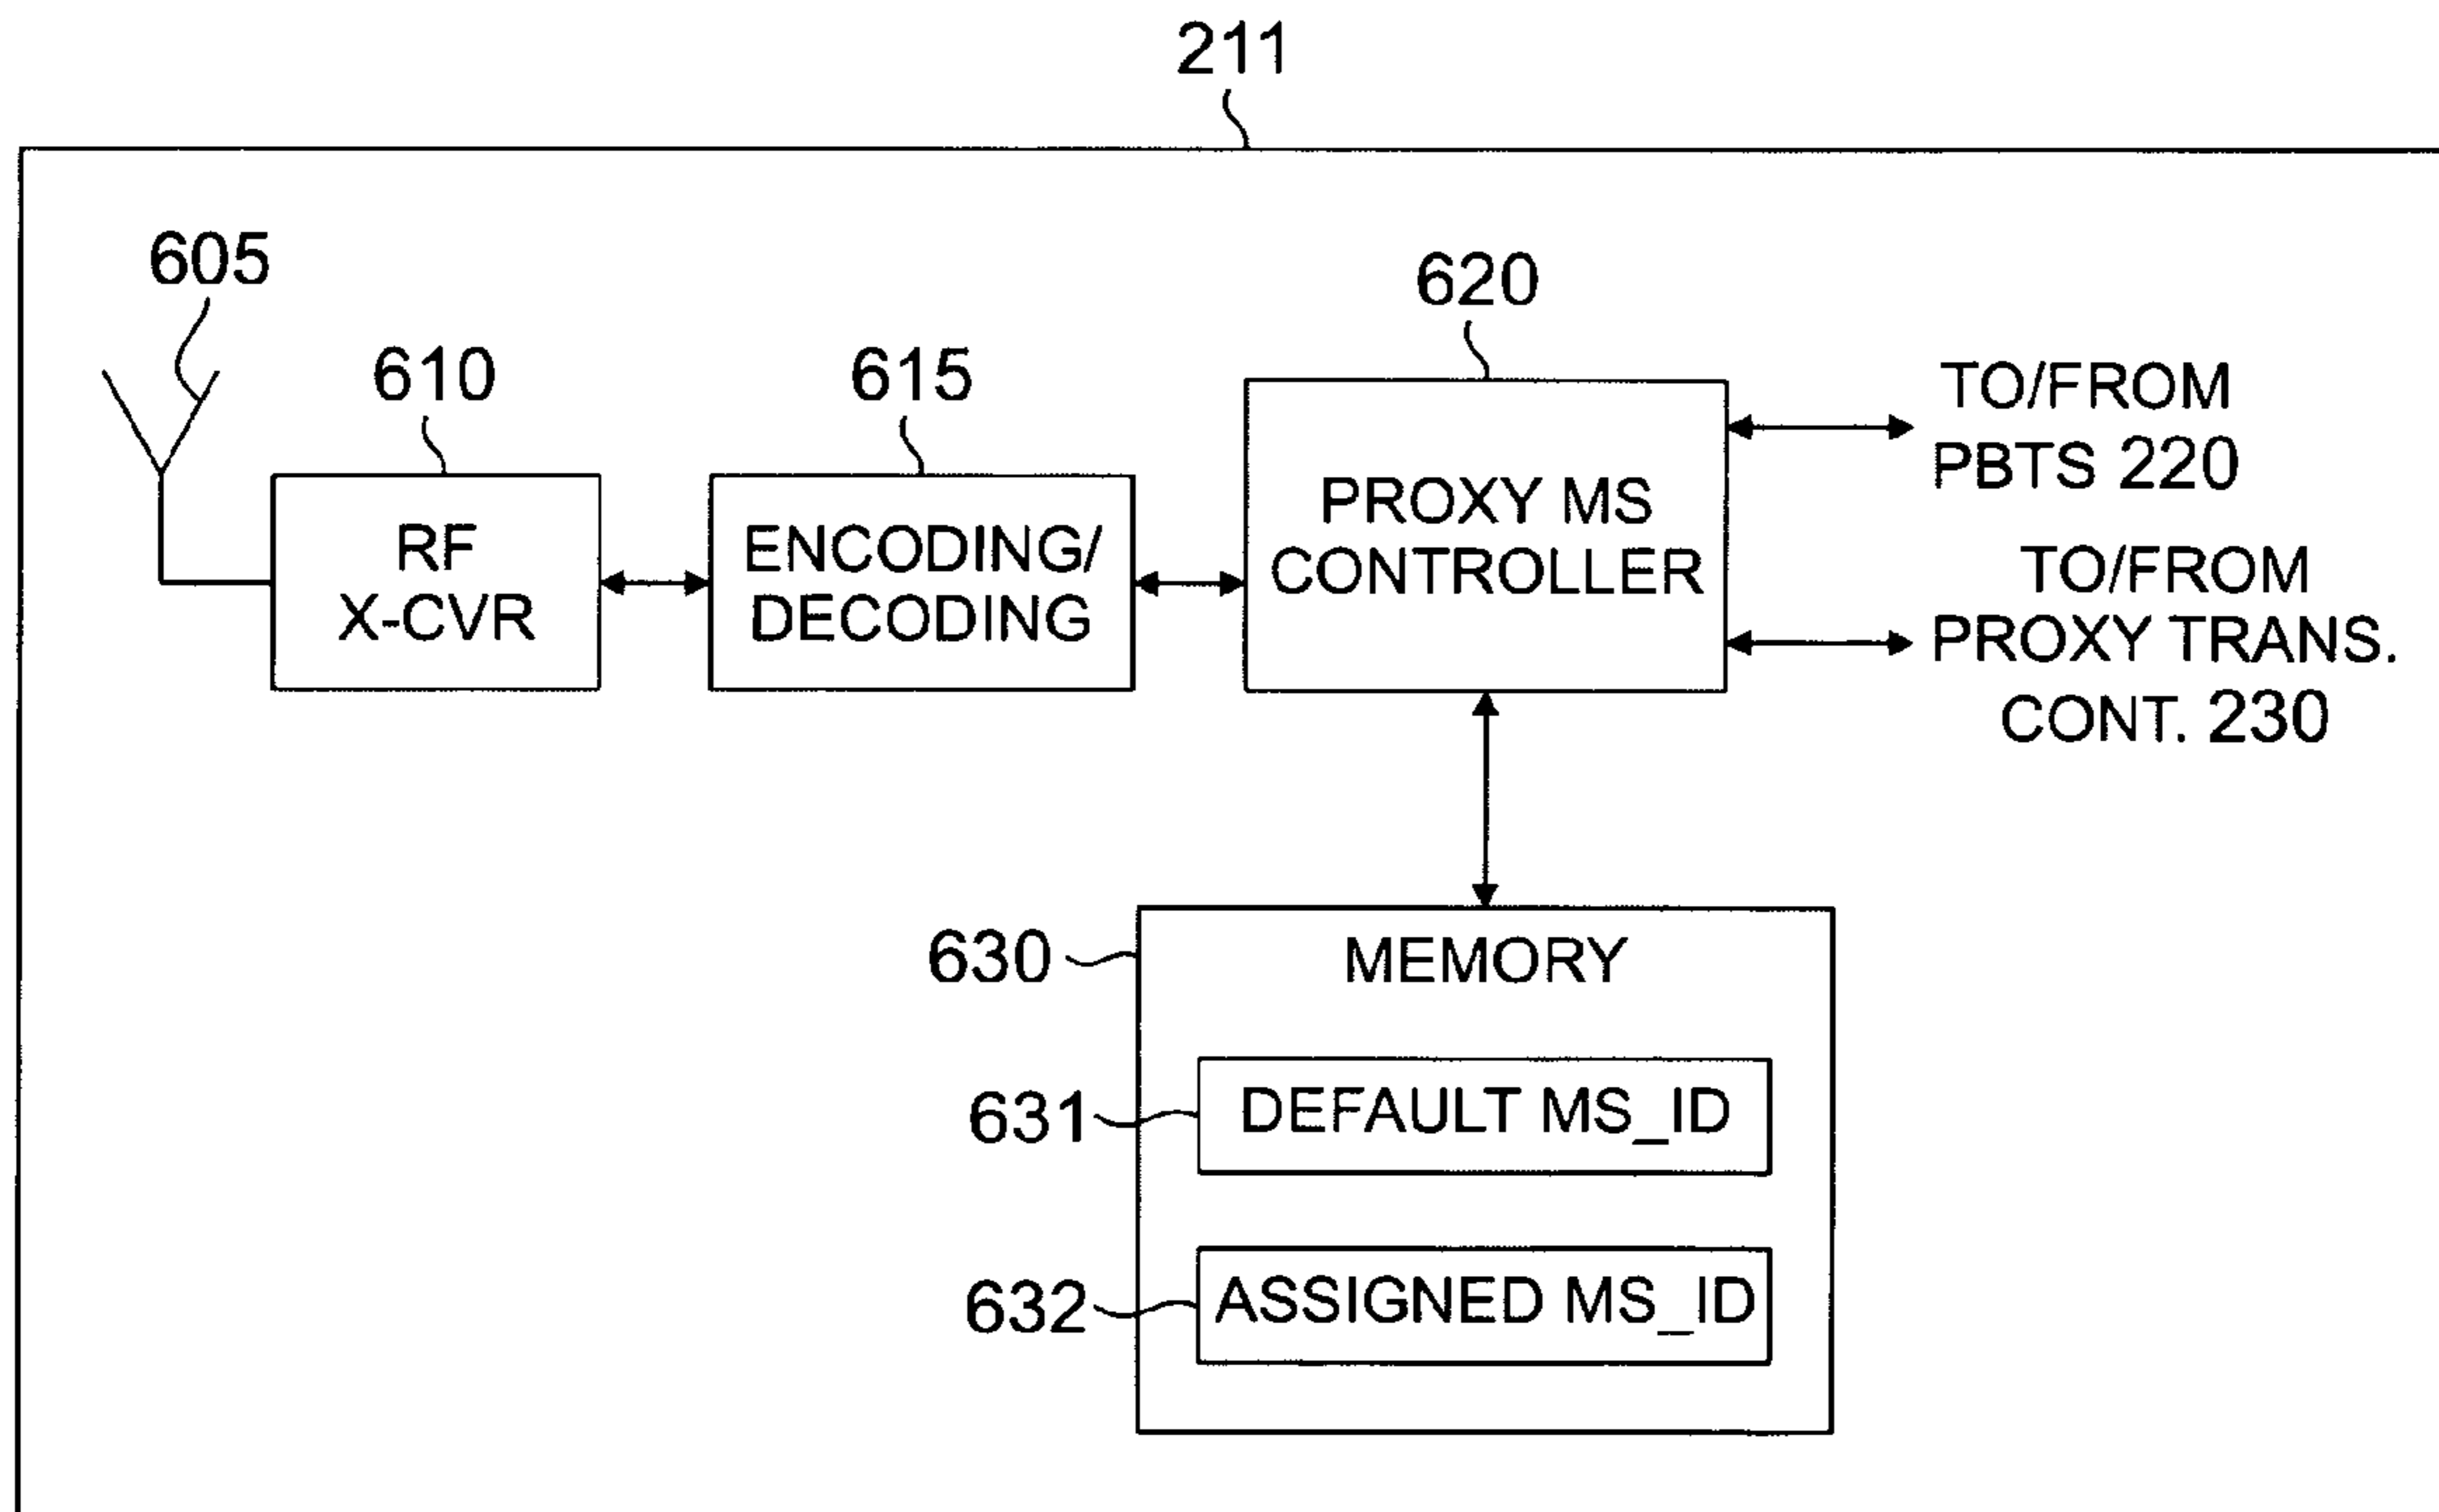 211
605
610
615
620
RF
X-CVR
ENCODING/
DECODING
PROXY MS
CONTROLLER
TO/FROM
PBTS 220
TO/FROM
PROXY TRANS.
CONT. 230
630
MEMORY
631
DEFAULT MS_ID
632
ASSIGNED MS_ID